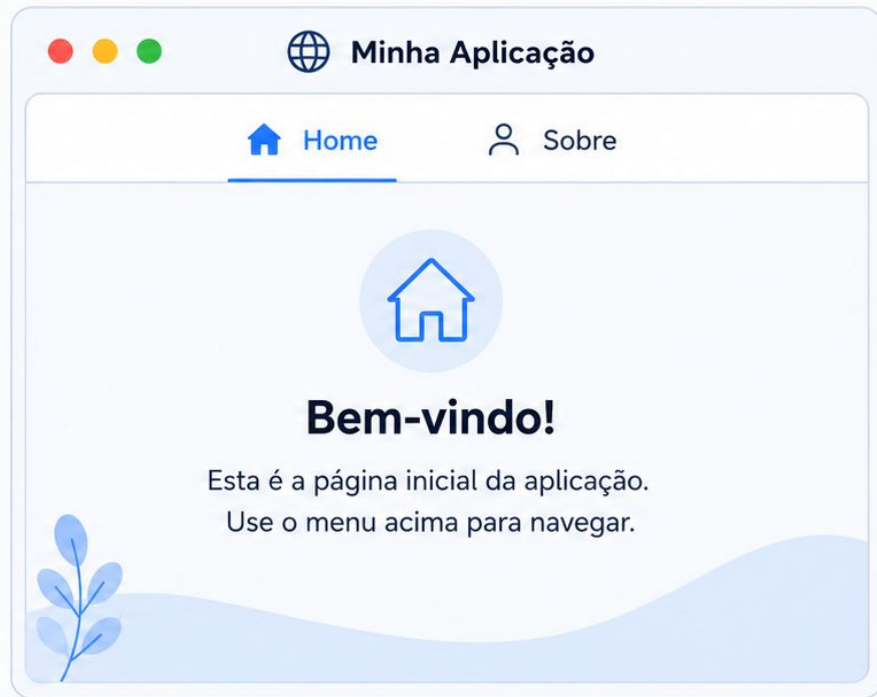 Minha Aplicação
Home
Sobre
Bem-vindo!
Esta é a página inicial da aplicação.
Use o menu acima para navegar.